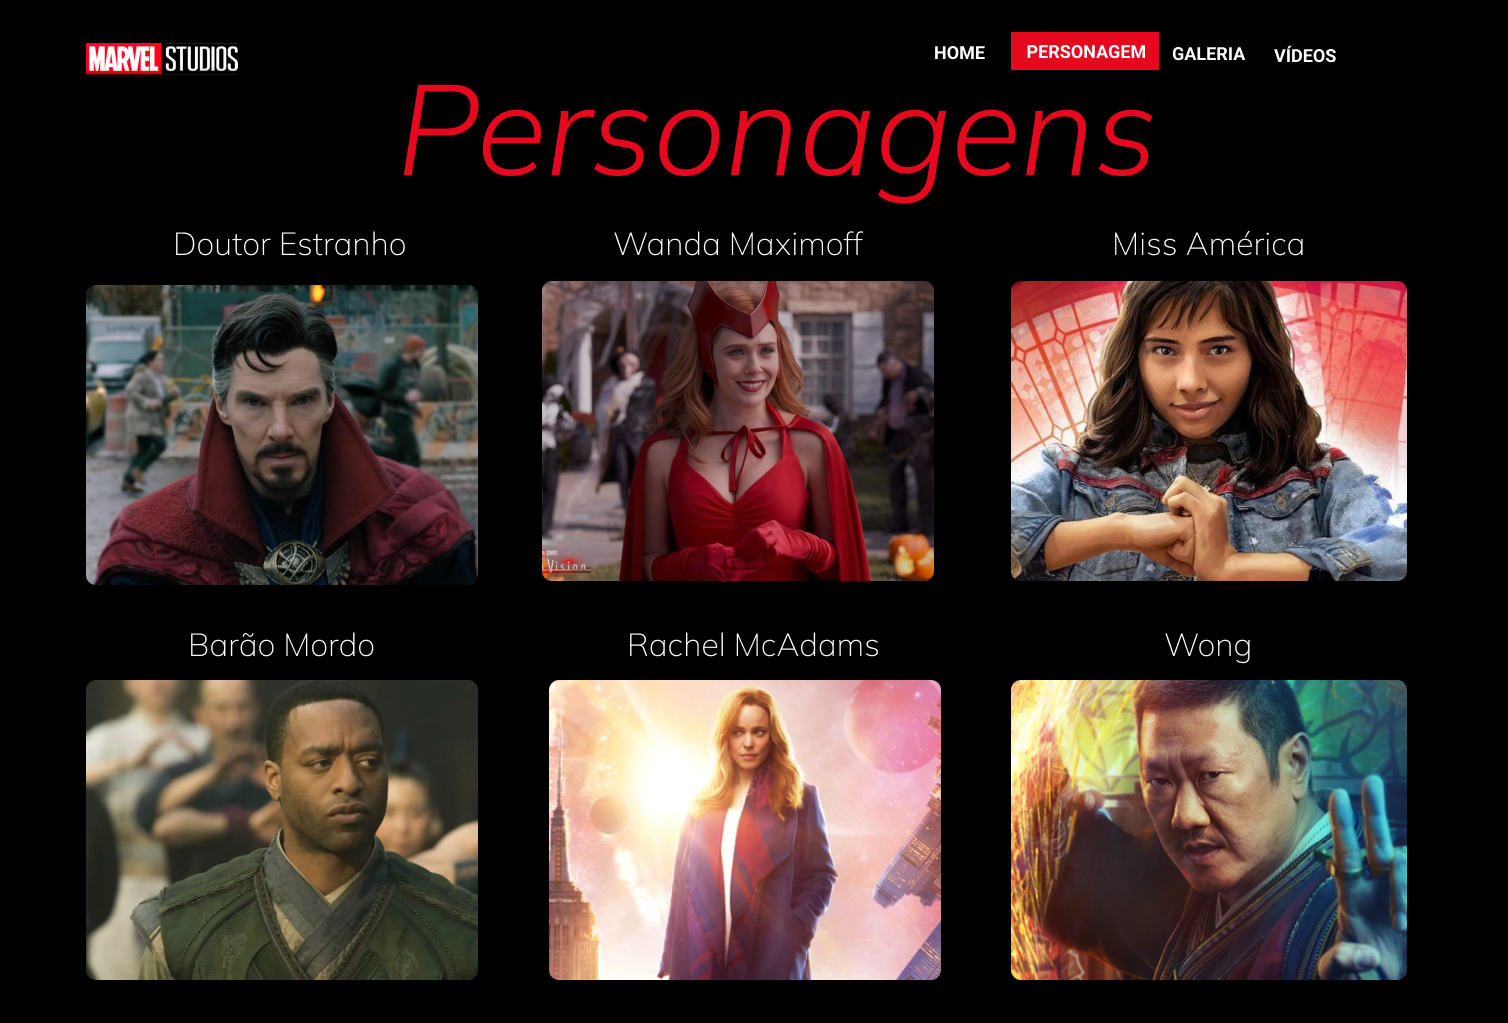 MARVEL STUDIOS
HOME PERSONAGEM GALERIA VÍDEOS
Personagens
Doutor Estranho Wanda Maximoff Miss América
Vision
Barão Mordo Rachel McAdams Wong